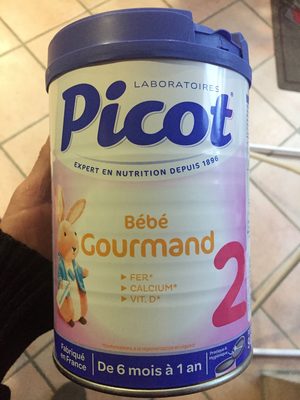 LABORATOIRES
Picot
EXPERT EN NUTRITION DEPUIS 1896
Bébé
Gourmand
2
▸ FER*
▸ CALCIUM*
▸ VIT. D*
Fabriqué
en France
De 6 mois à 1 an